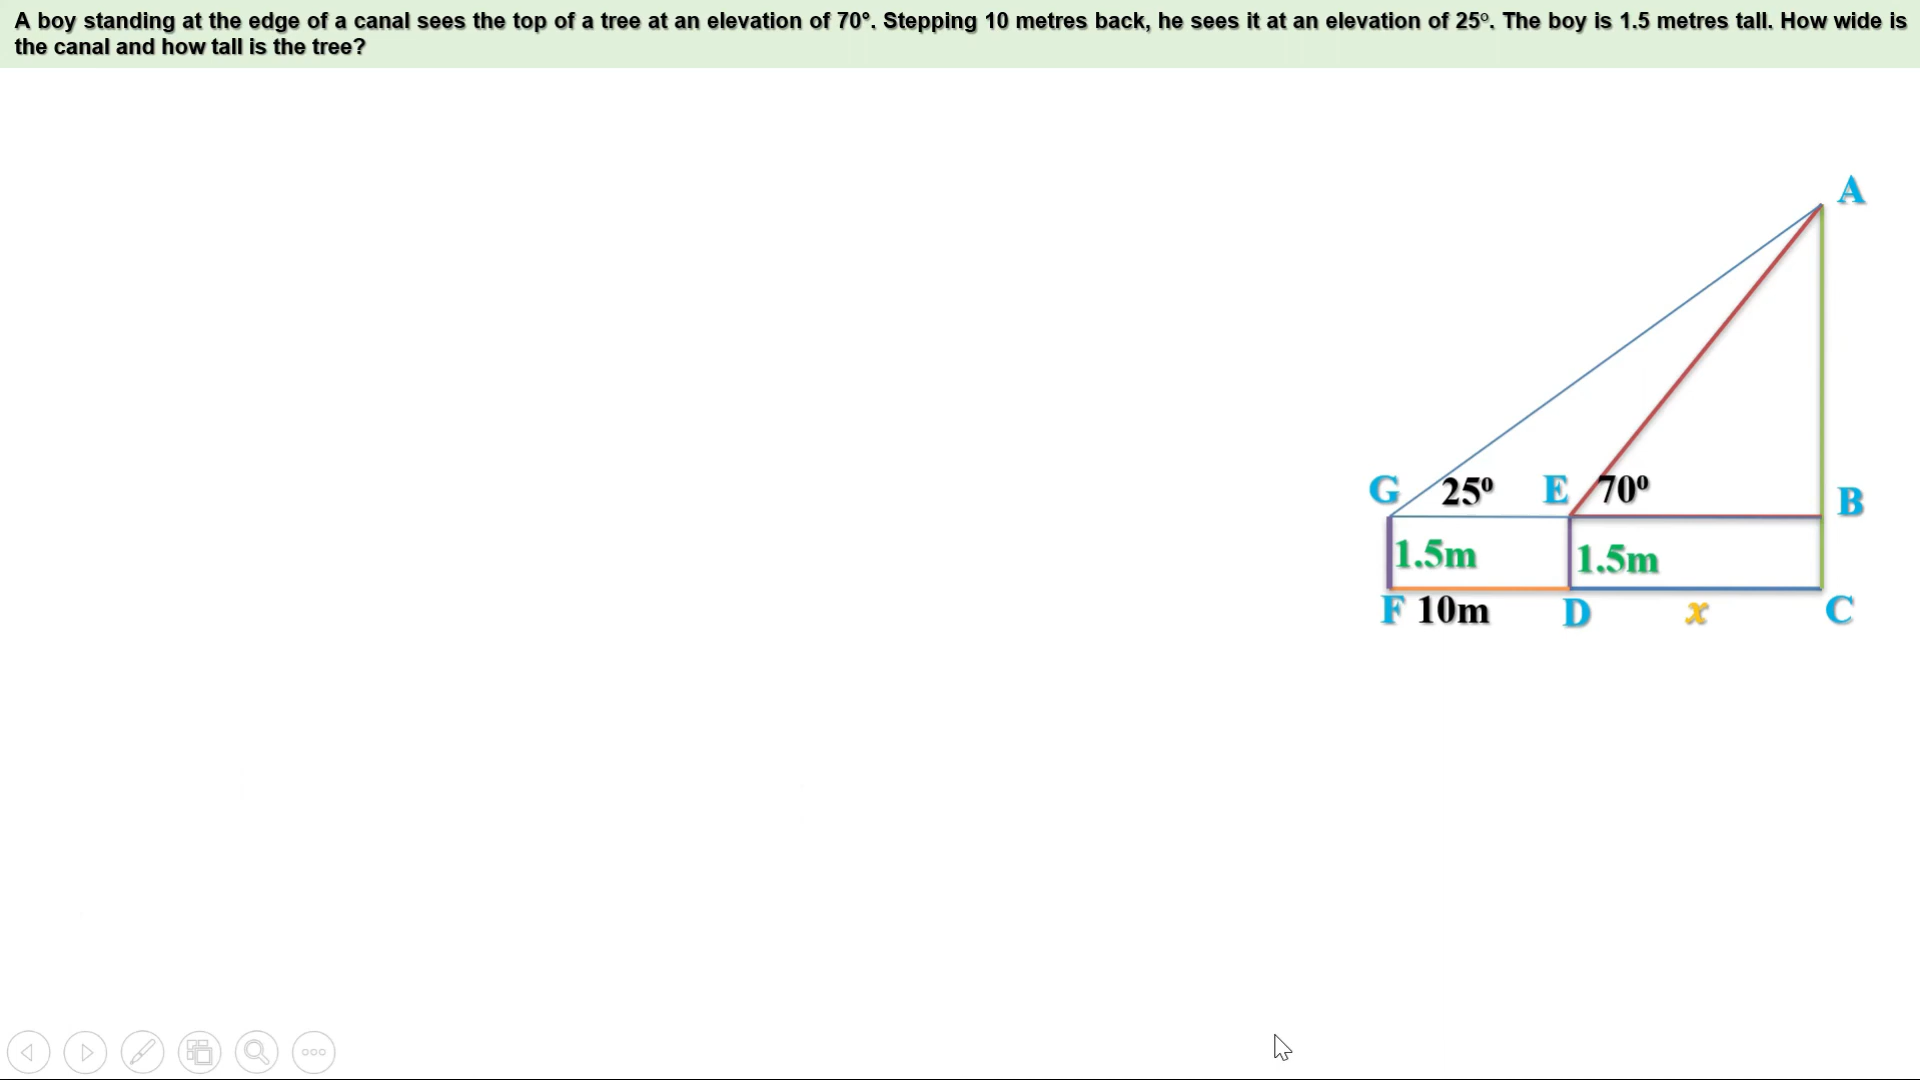 A boy standing at the edge of a canal sees the top of a tree at an elevation of 70°. Stepping 10 metres back, he sees it at an elevation of 25°. The boy is 1.5 metres tall. How wide is
the canal and how tall is the tree?
A
G 25⁰ E 70⁰ B
1.5m 1.5m
F 10m D x C